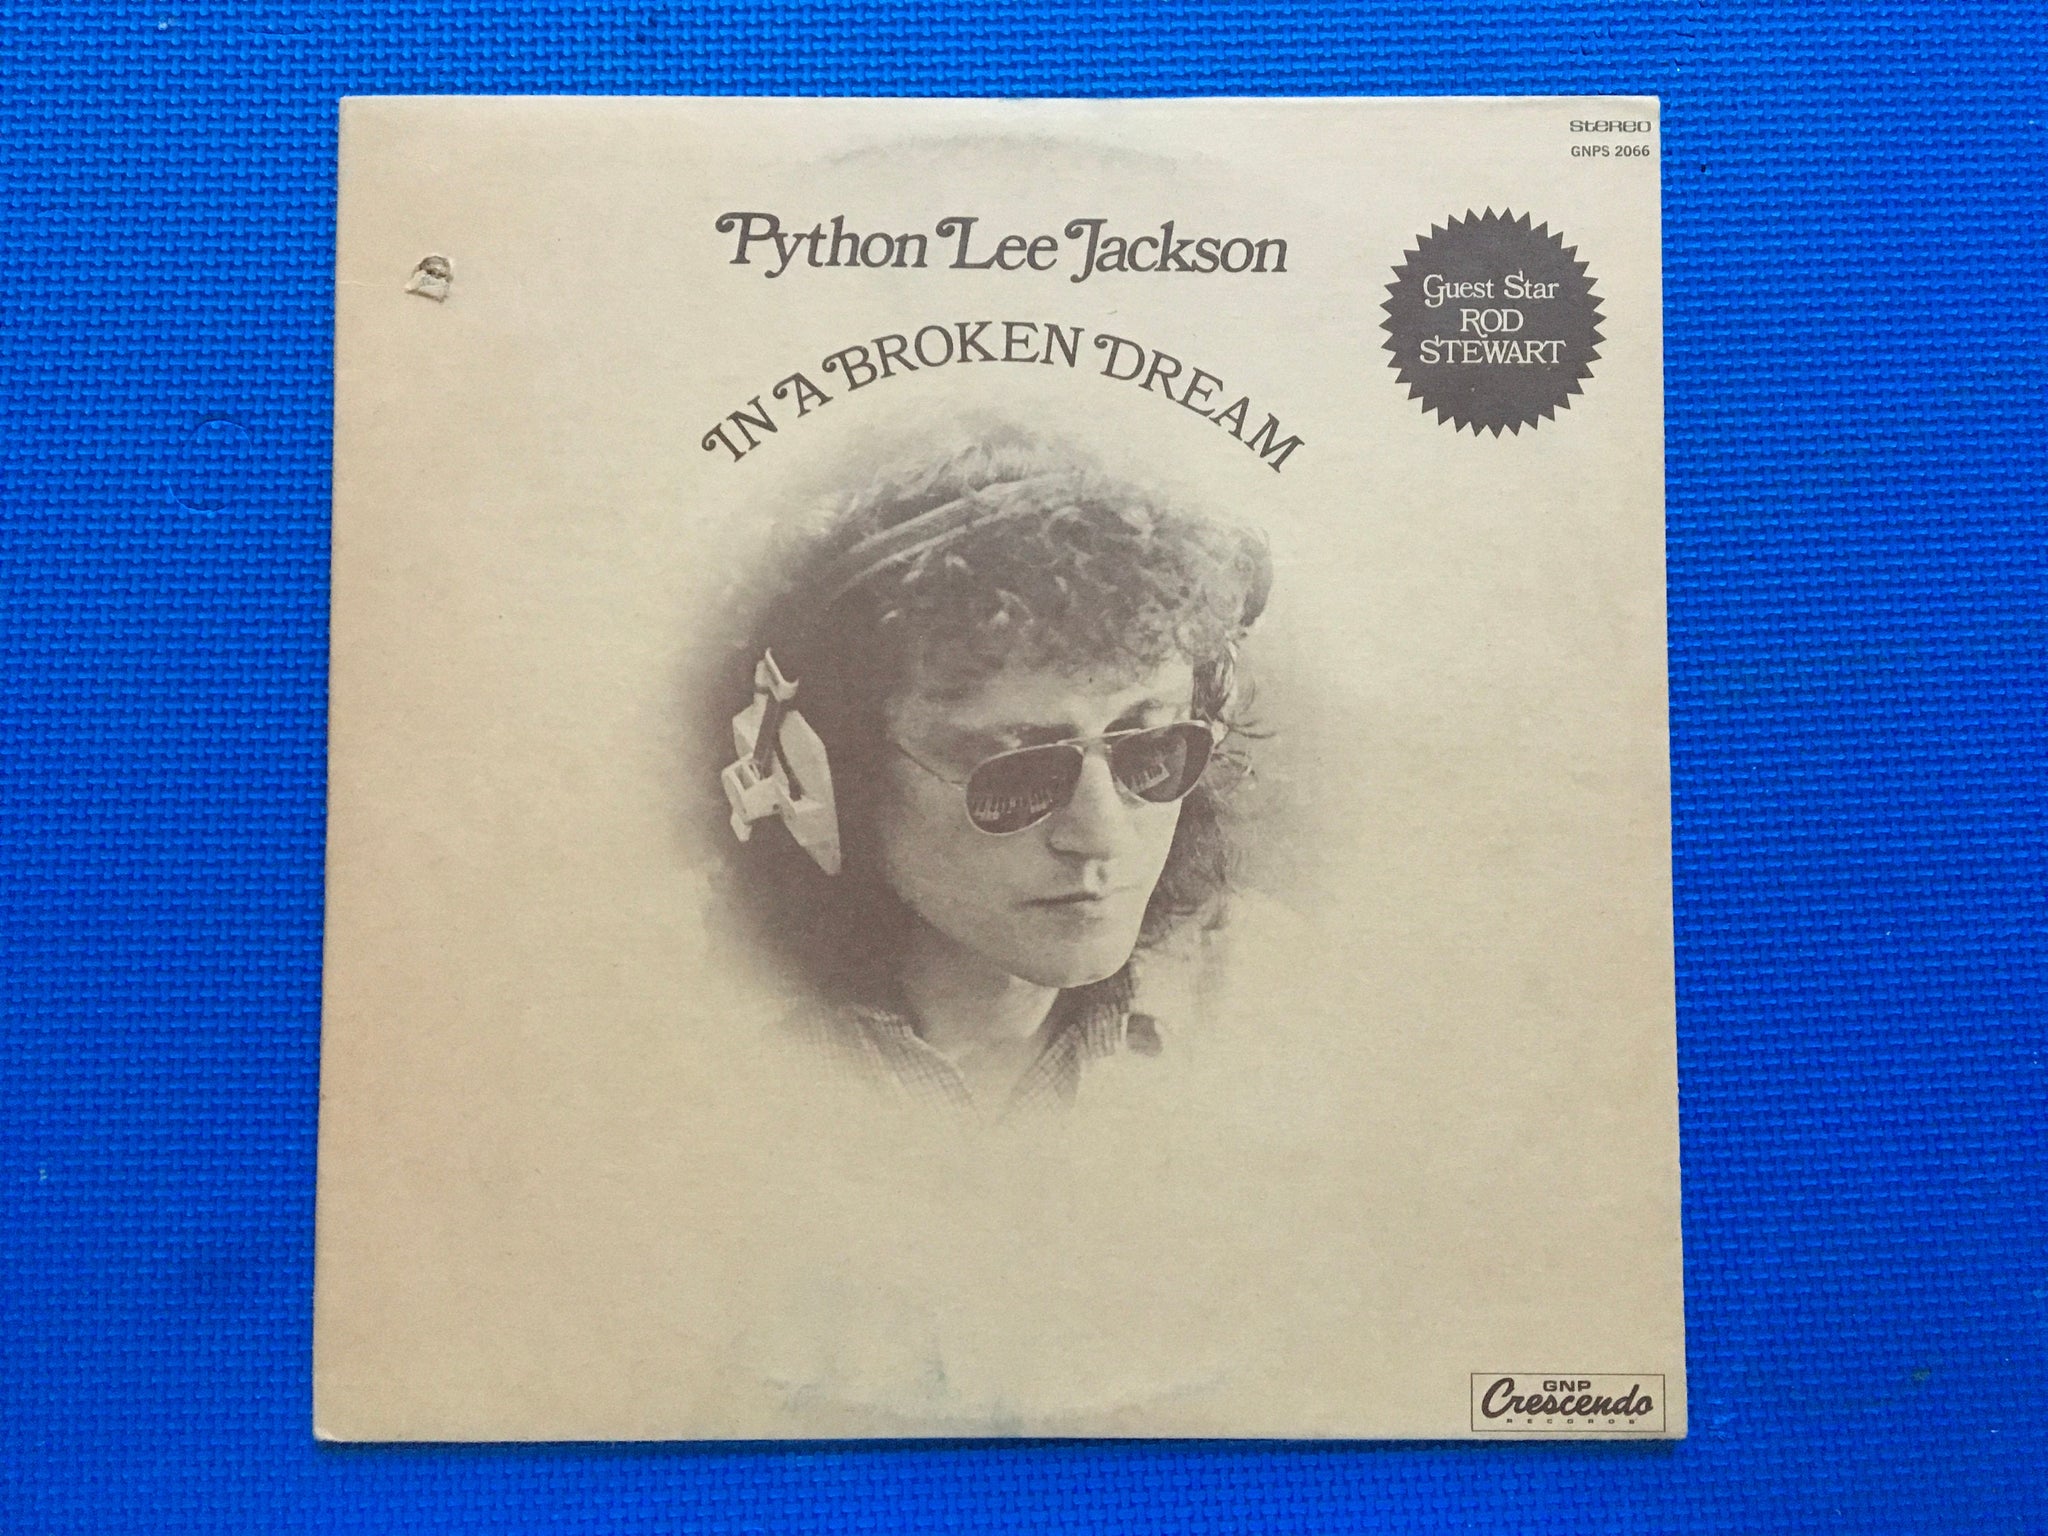 stereo
GNPS 2066
Python Lee Jackson
IN A BROKEN DREAM
Guest Star
ROD
STEWART
GNP
Crescendo
RECORDS